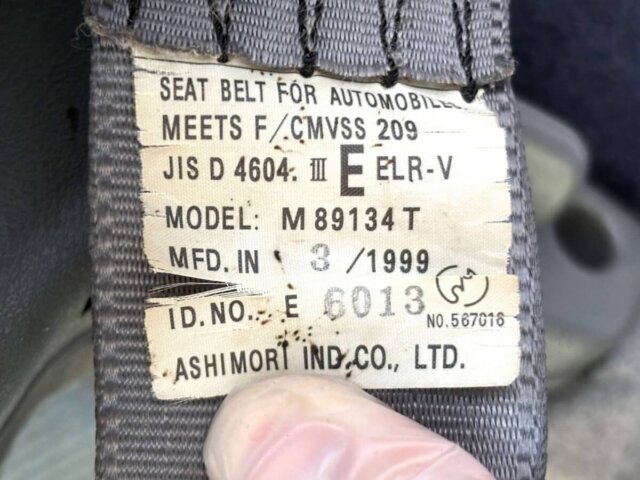 SEAT BELT FOR AUTOMOBILE
MEETS F/CMVSS 209
JIS D 4604. III E ELR-V
MODEL: M89134T
MFD. IN 3 /1999
ID. NO. E 6013 NO.567016
ASHIMORI IND CO., LTD.